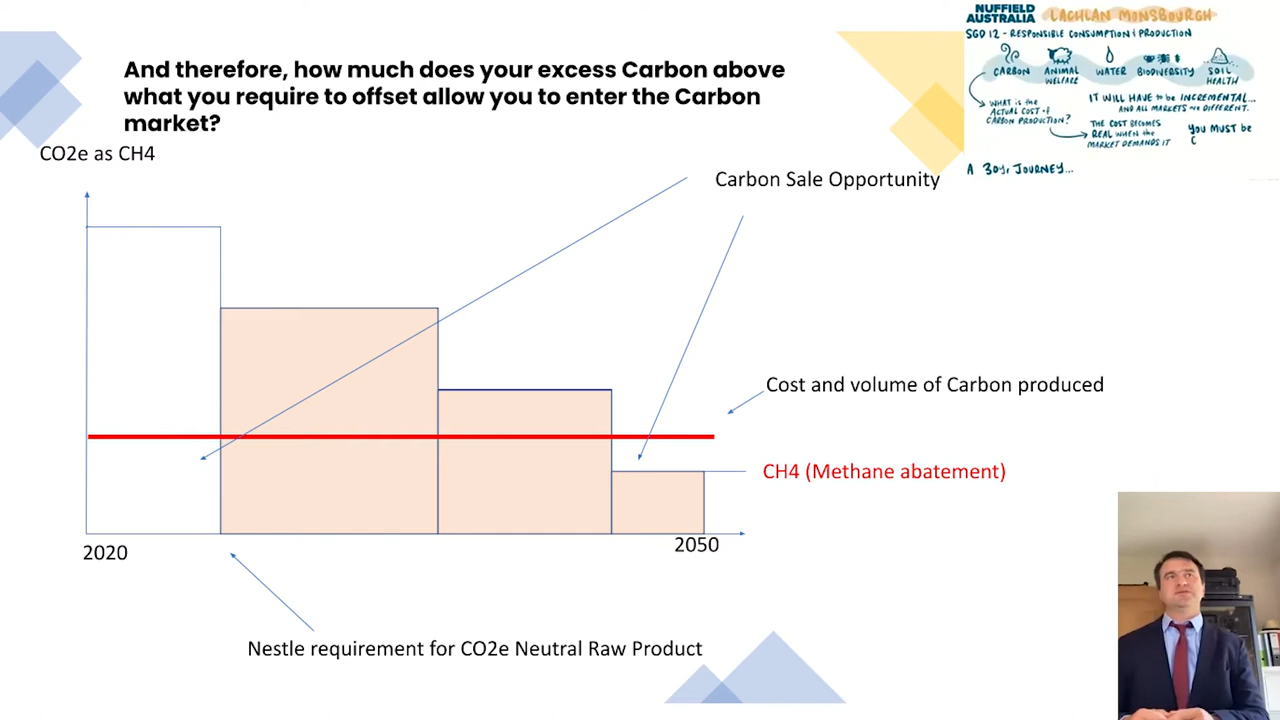 And therefore, how much does your excess Carbon above
what you require to offset allow you to enter the Carbon
market?
CO2e as CH4
Carbon Sale Opportunity
Cost and volume of Carbon produced
CH4 (Methane abatement)
2020
2050
Nestle requirement for CO2e Neutral Raw Product
NUFFIELD
AUSTRALIA
LACHLAN MONSBOURGH
SGD 12 - RESPONSIBLE CONSUMPTION & PRODUCTION
CARBON
ANIMAL
WELFARE
WATER
BIODIVERSITY
SOIL
HEALTH
WHAT IS the
ACTUAL COST of
CARBON PRODUCTION?
IT WILL HAVE to be INCREMENTAL...
AND ALL MARKETS are DIFFERENT.
THE COST BECOMES
REAL WHEN the
MARKET DEMANDS IT
YOU MUST BE
C
A 30yr JOURNEY...